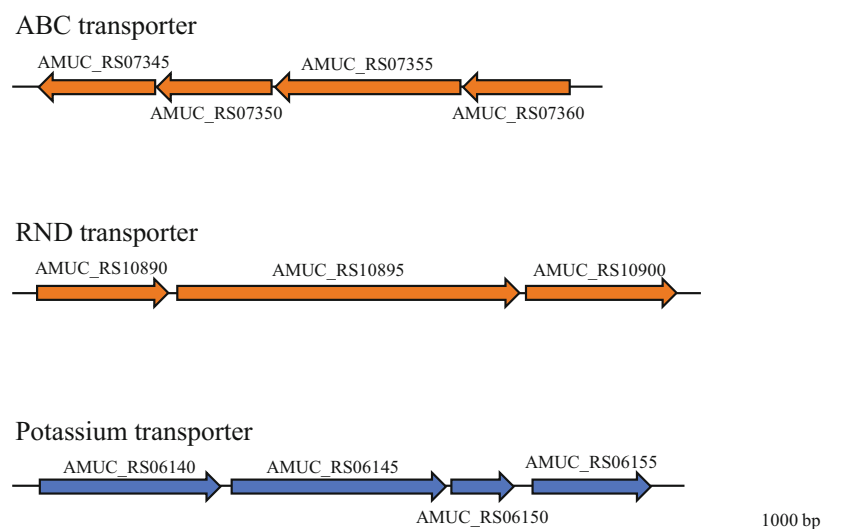 ABC transporter
AMUC_RS07345
AMUC_RS07355
AMUC_RS07350
AMUC_RS07360
RND transporter
AMUC_RS10890
AMUC_RS10895
AMUC_RS10900
Potassium transporter
AMUC_RS06140
AMUC_RS06145
AMUC_RS06155
AMUC_RS06150
1000 bp